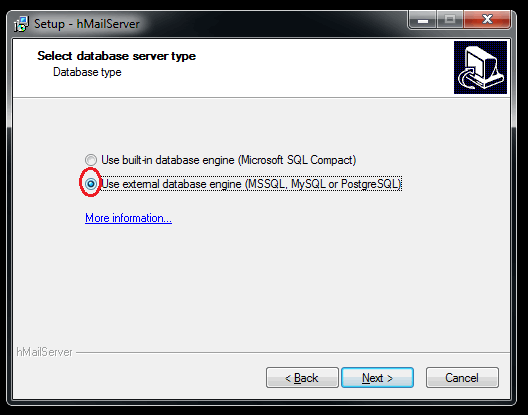 Setup - hMailServer
Select database server type
Database type
Use built-in database engine (Microsoft SQL Compact)
Use external database engine (MSSQL, MySQL or PostgreSQL)
More information...
hMailServer
< Back
Next >
Cancel